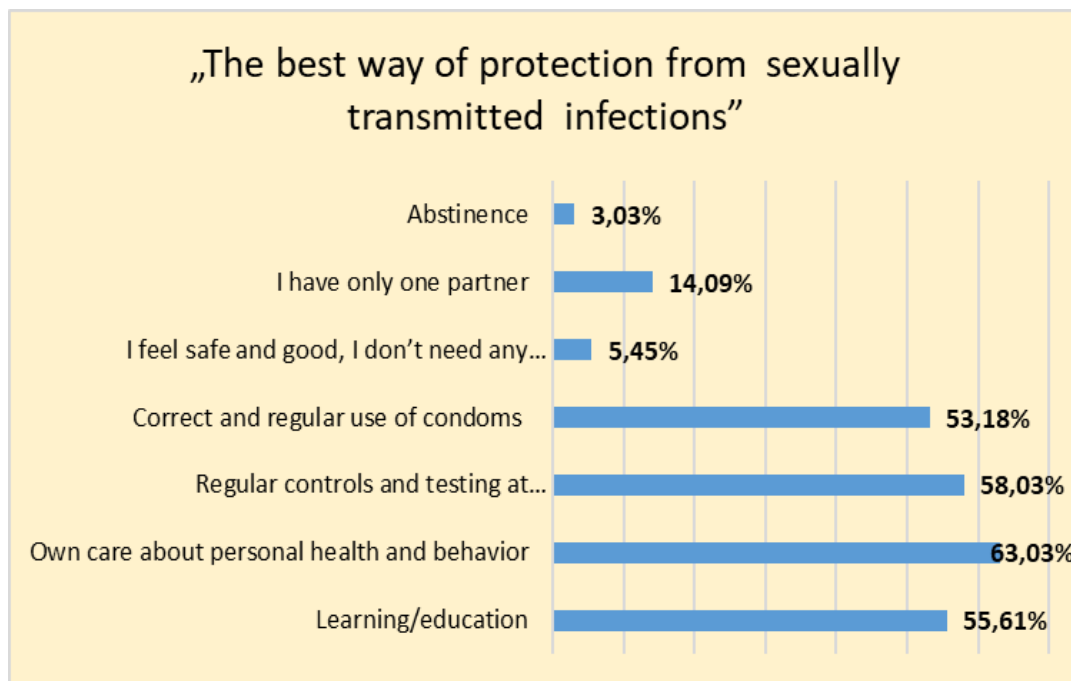 „The best way of protection from sexually
transmitted infections”
Abstinence 3,03%
I have only one partner 14,09%
I feel safe and good, I don’t need any... 5,45%
Correct and regular use of condoms 53,18%
Regular controls and testing at... 58,03%
Own care about personal health and behavior 63,03%
Learning/education 55,61%